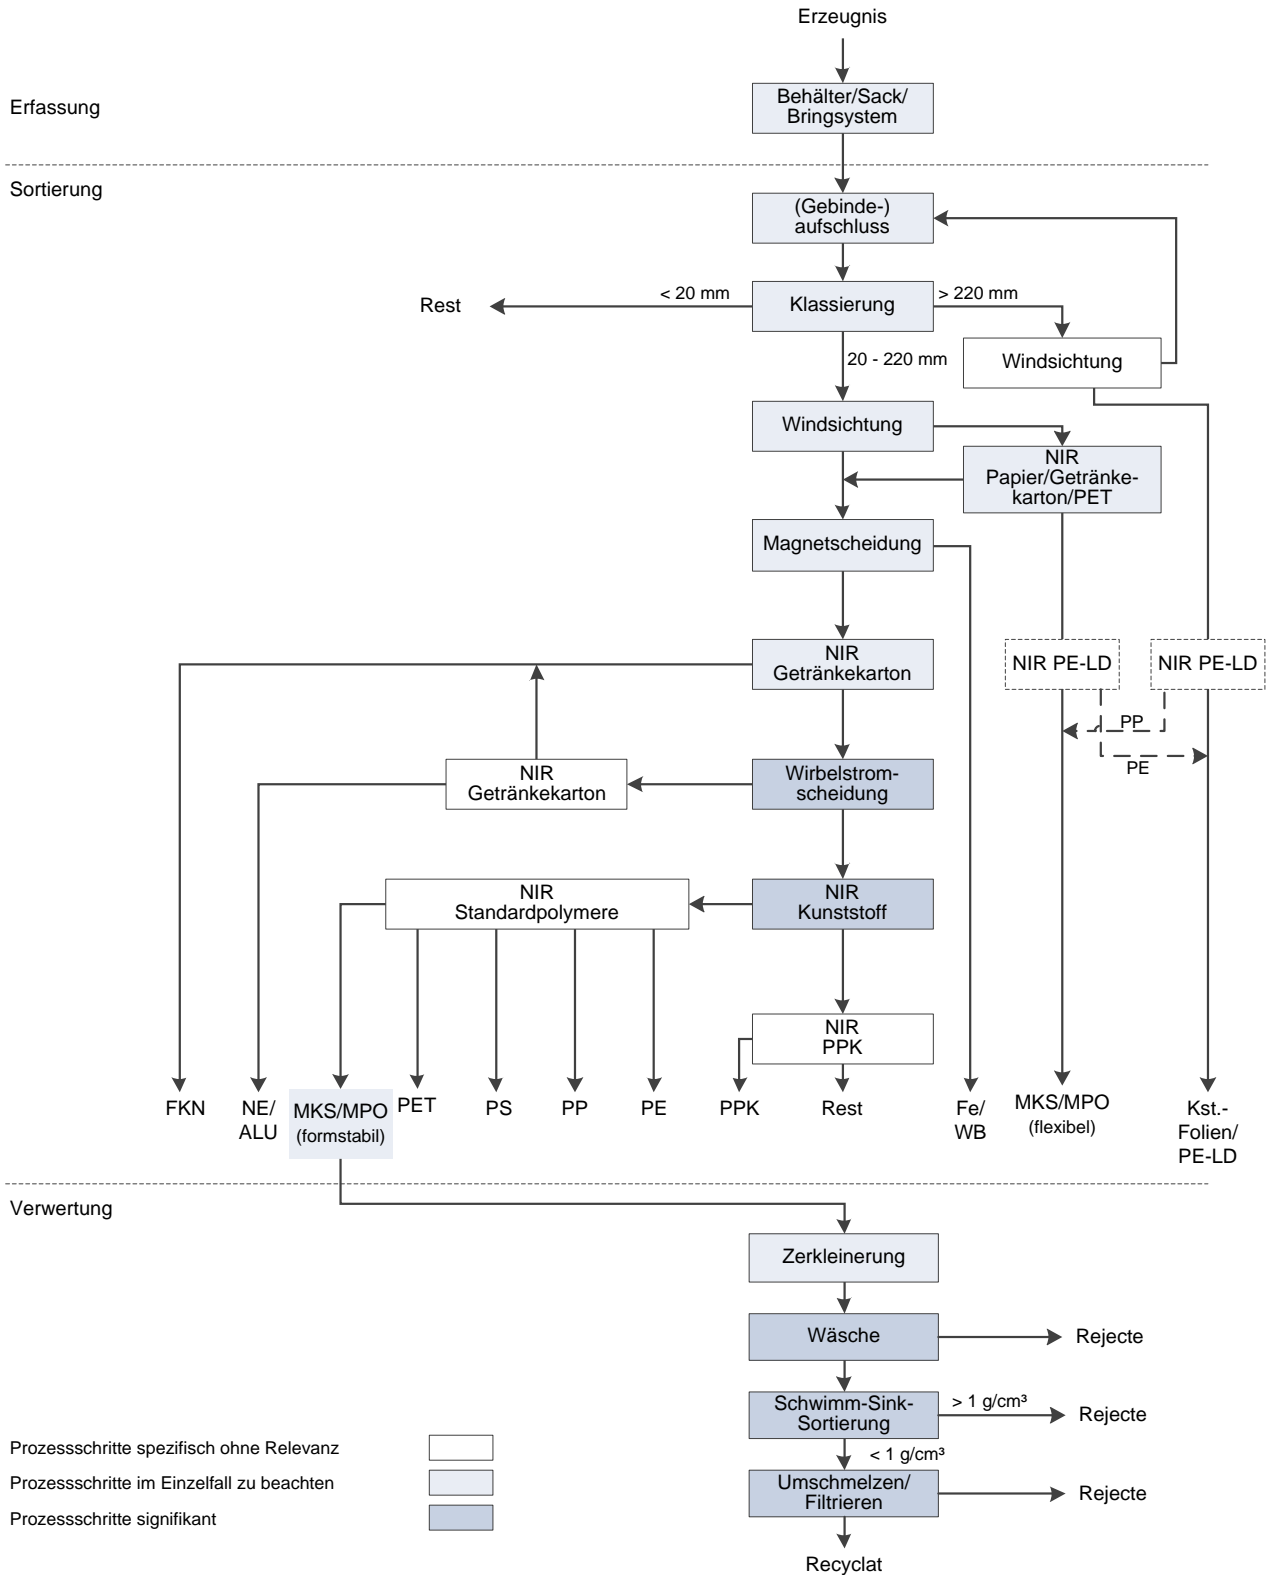 Erzeugnis
Erfassung
Behälter/Sack/
Bringsystem
Sortierung
(Gebinde-)
aufschluss
Rest
< 20 mm
Klassierung
> 220 mm
20 - 220 mm
Windsichtung
Windsichtung
NIR
Papier/Getränke-
karton/PET
Magnetscheidung
NIR
Getränkekarton
NIR PE-LD
NIR PE-LD
PP
PE
NIR
Getränkekarton
Wirbelstrom-
scheidung
NIR
Standardpolymere
NIR
Kunststoff
NIR
PPK
FKN
NE/
ALU
MKS/MPO
(formstabil)
PET
PS
PP
PE
PPK
Rest
Fe/
WB
MKS/MPO
(flexibel)
Kst.-
Folien/
PE-LD
Verwertung
Zerkleinerung
Wäsche
Rejecte
Schwimm-Sink-
Sortierung
> 1 g/cm³
Rejecte
< 1 g/cm³
Umschmelzen/
Filtrieren
Rejecte
Recyclat
Prozessschritte spezifisch ohne Relevanz
Prozessschritte im Einzelfall zu beachten
Prozessschritte signifikant